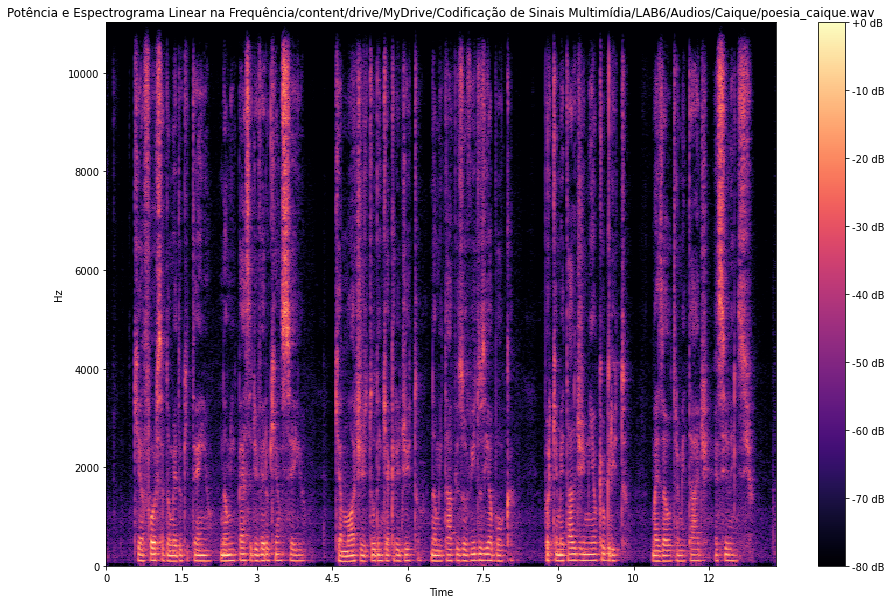 Potência e Espectrograma Linear na Frequência/content/drive/MyDrive/Codificação de Sinais Multimídia/LAB6/Audios/Caique/poesia_caique.wav
+0 dB
10000
-10 dB
8000
-20 dB
-30 dB
6000
Hz
-40 dB
4000
-50 dB
-60 dB
2000
-70 dB
0
-80 dB
0 1.5 4.5 6 7.5 9 10 12
Time